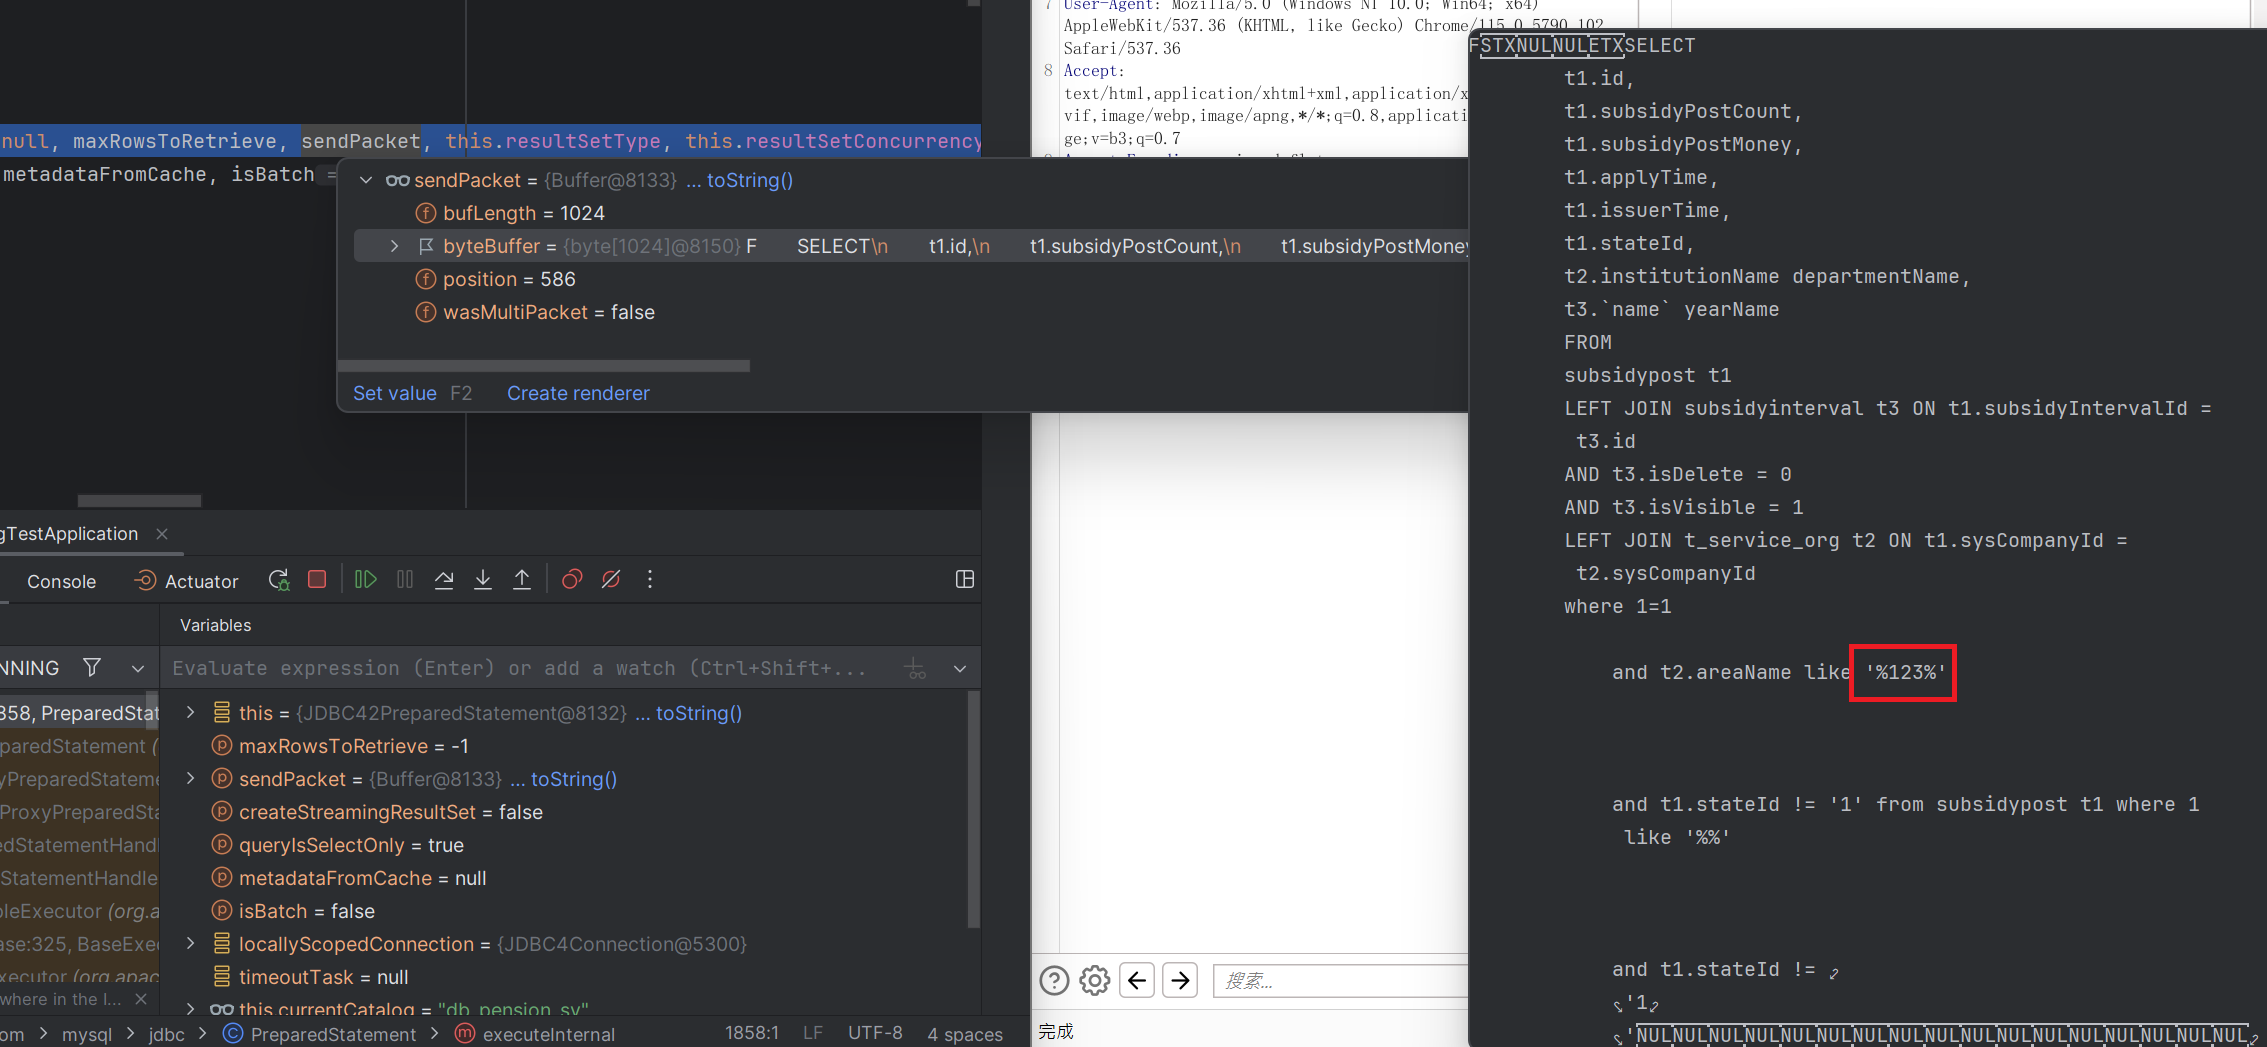 null, maxRowsToRetrieve, sendPacket, this.resultSetType, this.resultSetConcurrency
metadataFromCache, isBatch =
sendPacket = {Buffer@8133} ... toString()
bufLength = 1024
byteBuffer = {byte[1024]@8150} F SELECT\n t1.id,\n t1.subsidyPostCount,\n t1.subsidyPostMoney
position = 586
wasMultiPacket = false
Set value F2 Create renderer
7 User-Agent: Mozilla/5.0 (Windows NT 10.0; Win64; x64)
AppleWebKit/537.36 (KHTML, like Gecko) Chrome/115.0.5790.102
Safari/537.36
8 Accept:
text/html,application/xhtml+xml,application/x
vif,image/webp,image/apng,*/*;q=0.8,applicati
ge;v=b3;q=0.7
FSTXNULNULETXSELECT
t1.id,
t1.subsidyPostCount,
t1.subsidyPostMoney,
t1.applyTime,
t1.issuerTime,
t1.stateId,
t2.institutionName departmentName,
t3.`name` yearName
FROM
subsidypost t1
LEFT JOIN subsidyinterval t3 ON t1.subsidyIntervalId =
t3.id
AND t3.isDelete = 0
AND t3.isVisible = 1
LEFT JOIN t_service_org t2 ON t1.sysCompanyId =
t2.sysCompanyId
where 1=1
and t2.areaName like '%123%'
and t1.stateId != '1' from subsidypost t1 where 1
like '%%'
and t1.stateId !=
'1
'NULNULNULNULNULNULNULNULNULNULNULNULNULNULNULNULNUL
gTestApplication
Console Actuator
Variables
NNING
Evaluate expression (Enter) or add a watch (Ctrl+Shift+...
358, PreparedStat
paredStatement (
yPreparedStateme
ProxyPreparedSta
edStatementHandl
StatementHandle
leExecutor (org.a
ase:325, BaseExe
xecutor (org.apac
where in the I...
this = {JDBC42PreparedStatement@8132} ... toString()
maxRowsToRetrieve = -1
sendPacket = {Buffer@8133} ... toString()
createStreamingResultSet = false
queryIsSelectOnly = true
metadataFromCache = null
isBatch = false
locallyScopedConnection = {JDBC4Connection@5300}
timeoutTask = null
this.currentCatalog = "db_pension_sy"
om > mysql > jdbc > PreparedStatement > executeInternal
1858:1 LF UTF-8 4 spaces
搜索...
完成